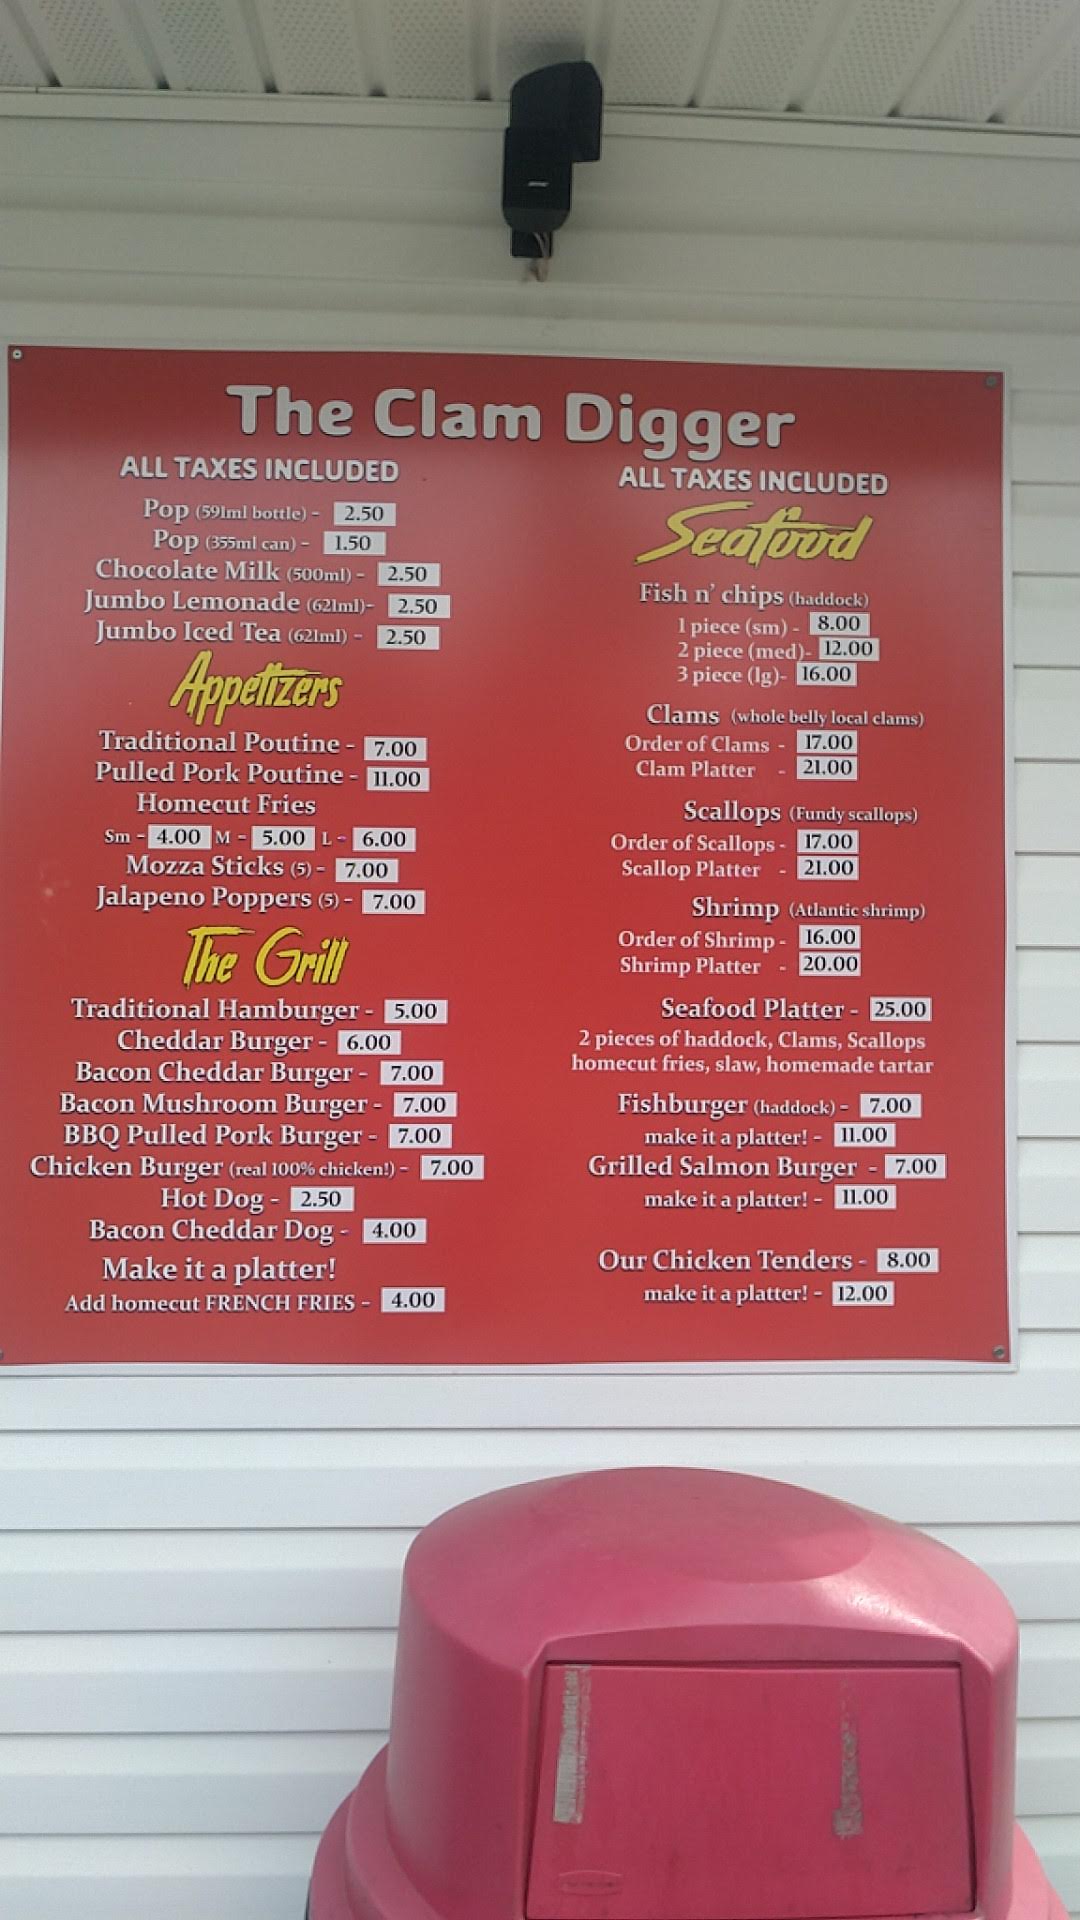 BOSE
The Clam Digger
ALL TAXES INCLUDED
Pop (591ml bottle) - 2.50
Pop (355ml can) - 1.50
Chocolate Milk (500ml) - 2.50
Jumbo Lemonade (621ml)- 2.50
Jumbo Iced Tea (621ml) - 2.50
Appetizers
Traditional Poutine - 7.00
Pulled Pork Poutine - 11.00
Homecut Fries
Sm - 4.00 M - 5.00 L - 6.00
Mozza Sticks (5) - 7.00
Jalapeno Poppers (5) - 7.00
The Grill
Traditional Hamburger - 5.00
Cheddar Burger - 6.00
Bacon Cheddar Burger - 7.00
Bacon Mushroom Burger - 7.00
BBQ Pulled Pork Burger - 7.00
Chicken Burger (real 100% chicken!) - 7.00
Hot Dog - 2.50
Bacon Cheddar Dog - 4.00
Make it a platter!
Add homecut FRENCH FRIES - 4.00
ALL TAXES INCLUDED
Seafood
Fish n' chips (haddock)
1 piece (sm) - 8.00
2 piece (med)- 12.00
3 piece (lg)- 16.00
Clams (whole belly local clams)
Order of Clams - 17.00
Clam Platter - 21.00
Scallops (Fundy scallops)
Order of Scallops - 17.00
Scallop Platter - 21.00
Shrimp (Atlantic shrimp)
Order of Shrimp - 16.00
Shrimp Platter - 20.00
Seafood Platter - 25.00
2 pieces of haddock, Clams, Scallops
homecut fries, slaw, homemade tartar
Fishburger (haddock) - 7.00
make it a platter! - 11.00
Grilled Salmon Burger - 7.00
make it a platter! - 11.00
Our Chicken Tenders - 8.00
make it a platter! - 12.00